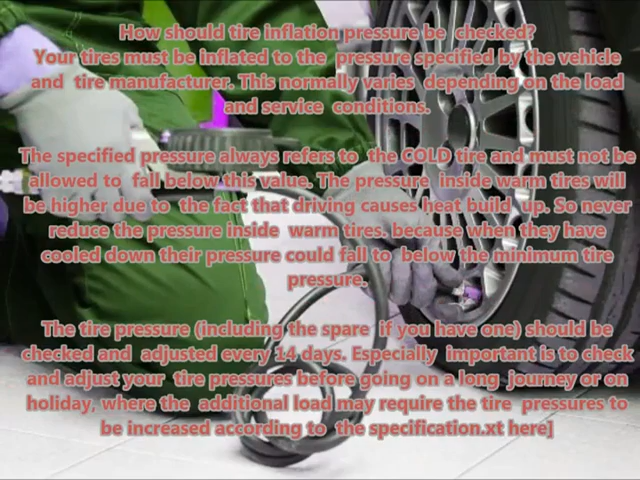 How should tire inflation pressure be checked?
Your tires must be inflated to the pressure specified by the vehicle
and tire manufacturer. This normally varies depending on the load
and service conditions.
The specified pressure always refers to the COLD tire and must not be
allowed to fall below this value. The pressure inside warm tires will
be higher due to the fact that driving causes heat build up. So never
reduce the pressure inside warm tires. because when they have
cooled down their pressure could fall to below the minimum tire
pressure.
The tire pressure (including the spare if you have one) should be
checked and adjusted every 14 days. Especially important is to check
and adjust your tire pressures before going on a long journey or on
holiday, where the additional load may require the tire pressures to
be increased according to the specification.xt here]